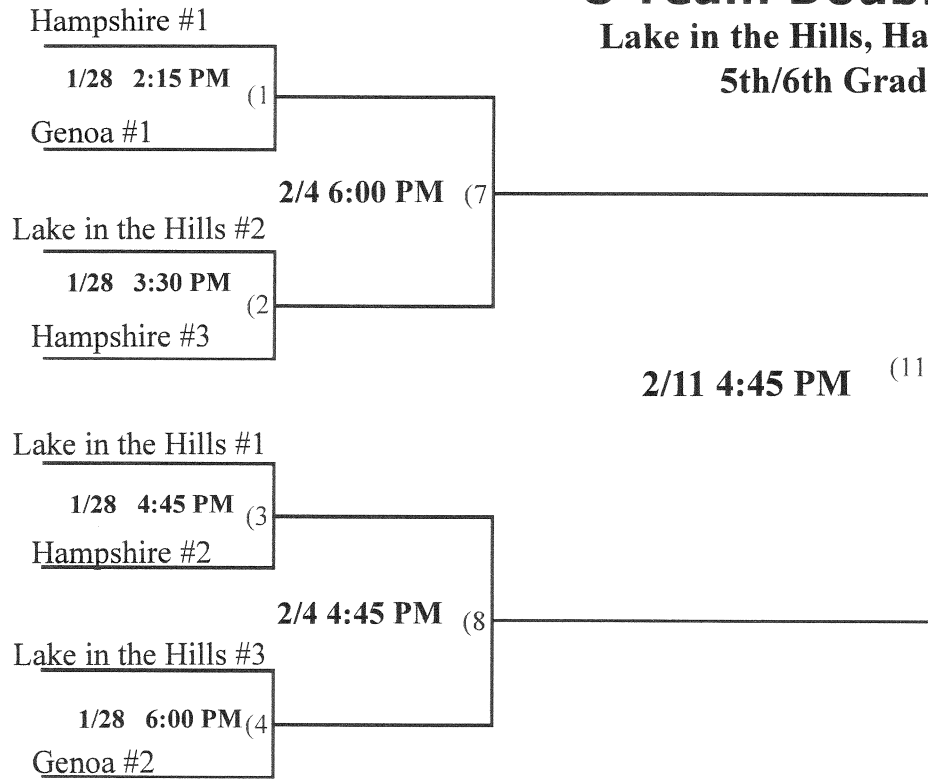 Hampshire #1
Lake in the Hills, Ha
5th/6th Grad
1/28 2:15 PM
(1
Genoa #1
2/4 6:00 PM (7
Lake in the Hills #2
1/28 3:30 PM
(2
Hampshire #3
2/11 4:45 PM (11
Lake in the Hills #1
1/28 4:45 PM (3
Hampshire #2
2/4 4:45 PM (8
Lake in the Hills #3
1/28 6:00 PM (4
Genoa #2